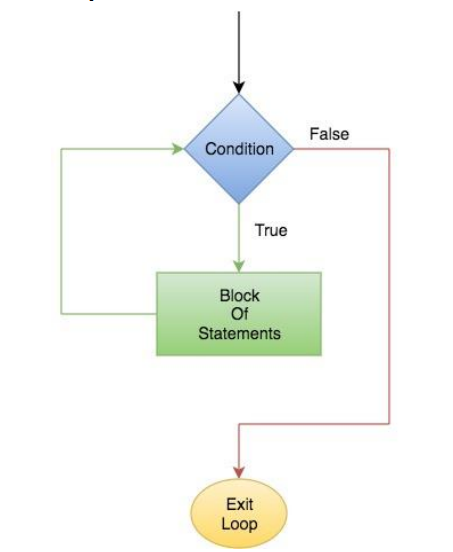 Condition
False
True
Block
Of
Statements
Exit
Loop